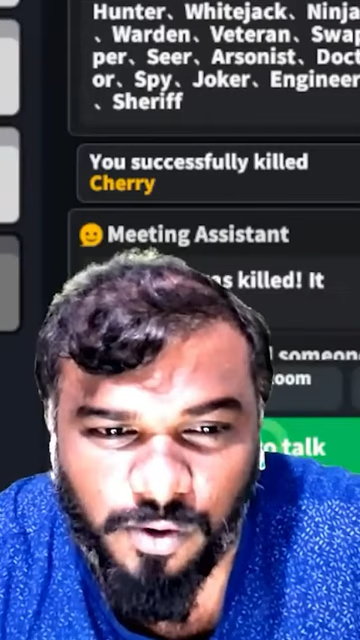 Hunter、Whitejack、Ninja
、Warden、Veteran、Swap
per、Seer、Arsonist、Doct
or、Spy、Joker、Engineer
、Sheriff
You successfully killed
Cherry
Meeting Assistant
as killed! It
someone
oom
to talk